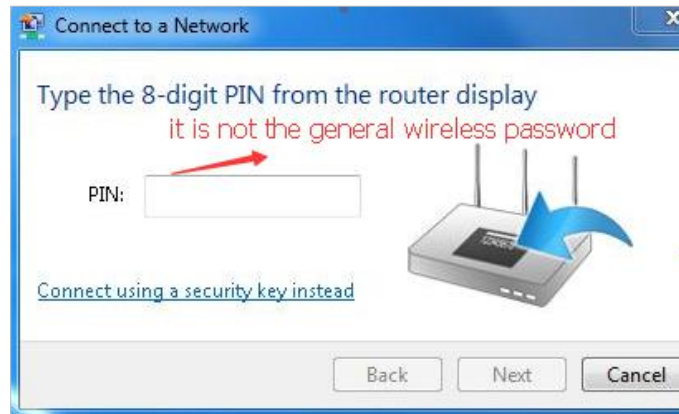 Connect to a Network
Type the 8-digit PIN from the router display
it is not the general wireless password
PIN:
Connect using a security key instead
Back Next Cancel